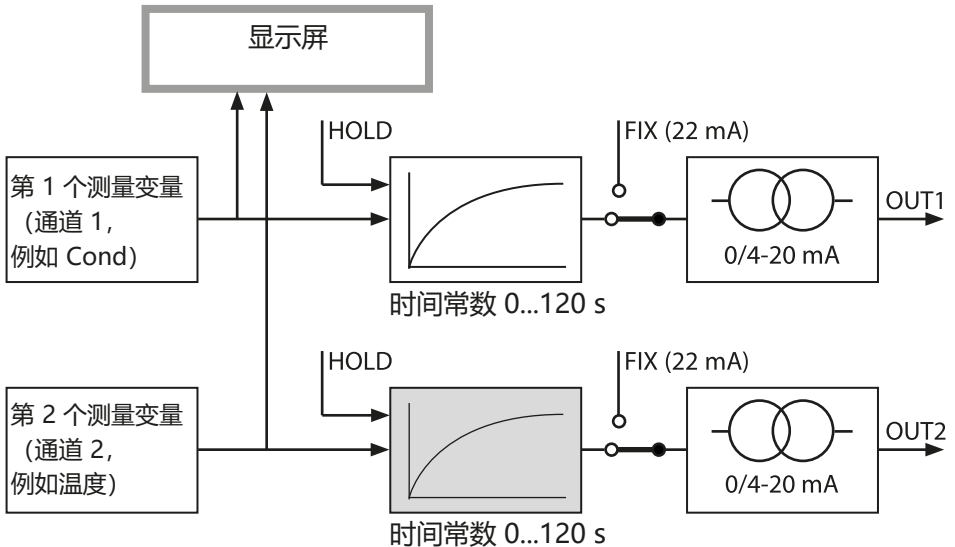 显示屏
HOLD
FIX (22 mA)
第 1 个测量变量
（通道 1,
例如 Cond）
OUT1
0/4-20 mA
时间常数 0...120 s
HOLD
FIX (22 mA)
第 2 个测量变量
（通道 2,
例如温度）
OUT2
0/4-20 mA
时间常数 0...120 s